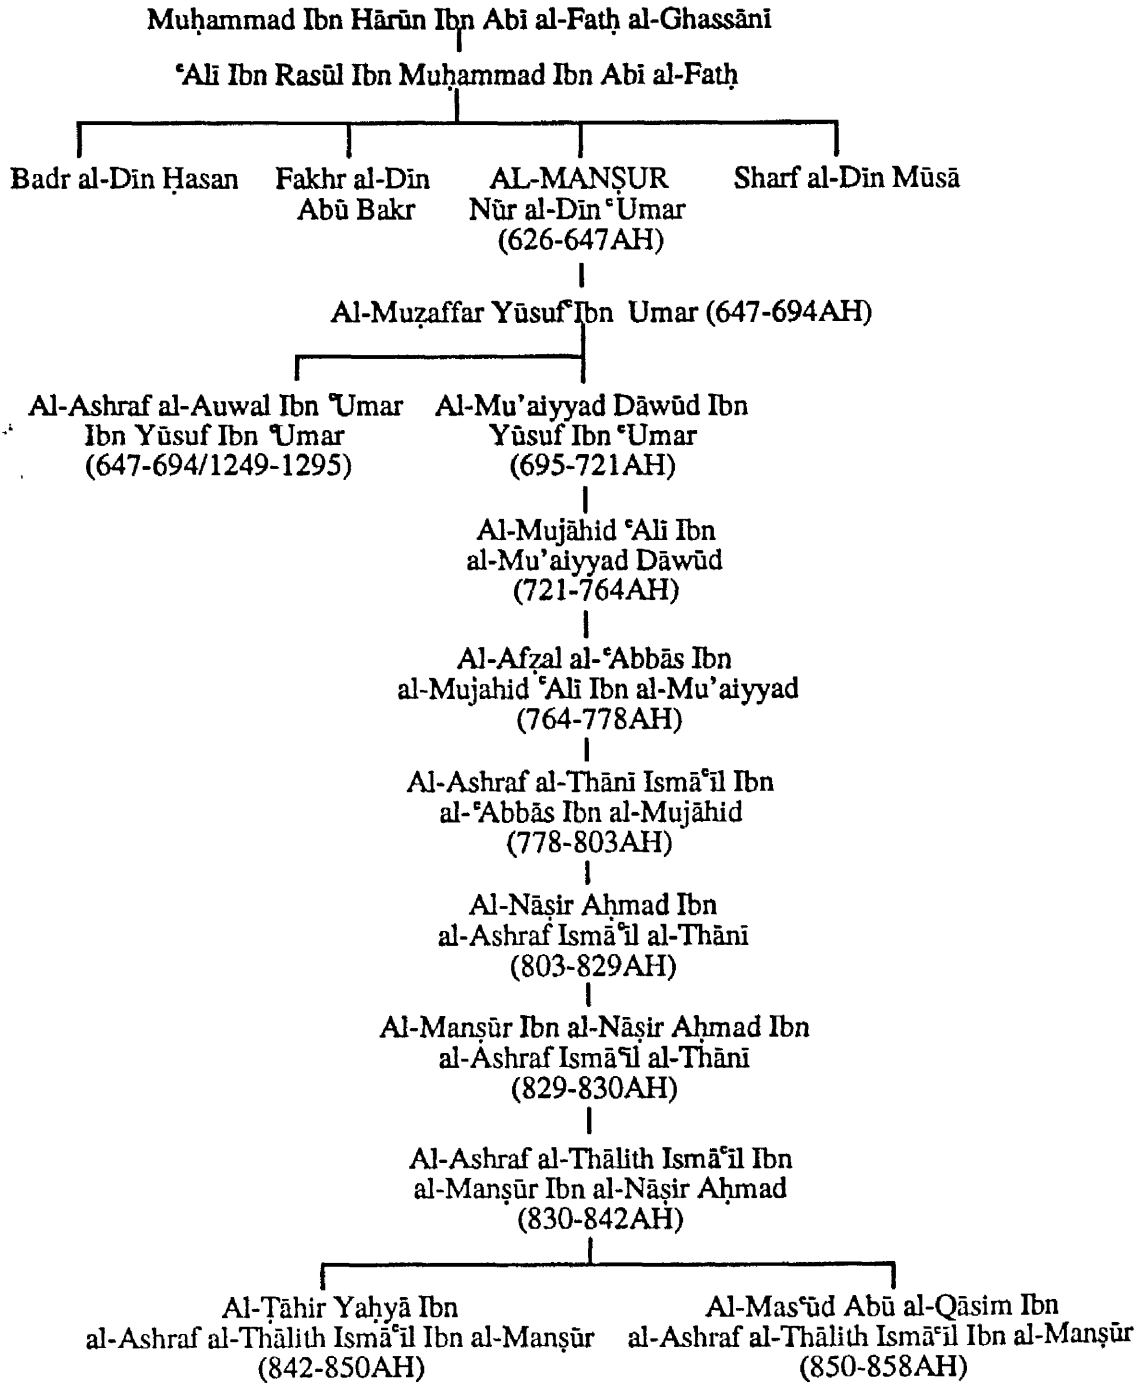 Muḥammad Ibn Hārūn Ibn Abī al-Fatḥ al-Ghassānī
ʿAlī Ibn Rasūl Ibn Muḥammad Ibn Abī al-Fatḥ
Badr al-Dīn Ḥasan
Fakhr al-Dīn
Abū Bakr
AL-MANṢUR
Nūr al-Dīn ʿUmar
(626-647AH)
Sharf al-Dīn Mūsā
Al-Muẓaffar Yūsufʿ Ibn Umar (647-694AH)
Al-Ashraf al-Auwal Ibn ʿUmar
Ibn Yūsuf Ibn ʿUmar
(647-694/1249-1295)
Al-Mu’aiyyad Dāwūd Ibn
Yūsuf Ibn ʿUmar
(695-721AH)
Al-Mujāhid ʿAlī Ibn
al-Mu’aiyyad Dāwūd
(721-764AH)
Al-Afẓal al-ʿAbbās Ibn
al-Mujahid ʿAlī Ibn al-Mu’aiyyad
(764-778AH)
Al-Ashraf al-Thānī Ismāʿīl Ibn
al-ʿAbbās Ibn al-Mujāhid
(778-803AH)
Al-Nāṣir Aḥmad Ibn
al-Ashraf Ismāʿīl al-Thānī
(803-829AH)
Al-Manṣūr Ibn al-Nāṣir Aḥmad Ibn
al-Ashraf Ismāʿīl al-Thānī
(829-830AH)
Al-Ashraf al-Thālith Ismāʿīl Ibn
al-Manṣūr Ibn al-Nāṣir Aḥmad
(830-842AH)
Al-Ṭāhir Yaḥyā Ibn
al-Ashraf al-Thālith Ismāʿīl Ibn al-Manṣūr
(842-850AH)
Al-Masʿūd Abū al-Qāsim Ibn
al-Ashraf al-Thālith Ismāʿīl Ibn al-Manṣūr
(850-858AH)